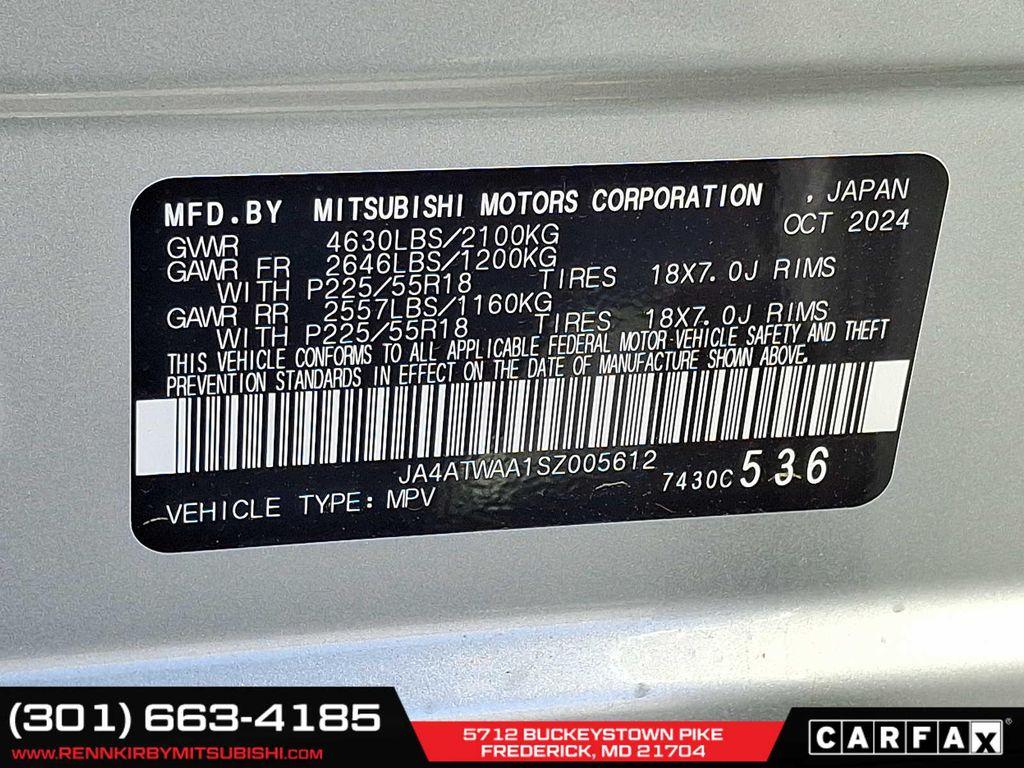 MFD.BY MITSUBISHI MOTORS CORPORATION , JAPAN
OCT 2024
GVWR 4630LBS/2100KG
GAWR FR 2646LBS/1200KG
WITH P225/55R18 TIRES 18X7.0J RIMS
GAWR RR 2557LBS/1160KG
WITH P225/55R18 TIRES 18X7.0J RIMS
THIS VEHICLE CONFORMS TO ALL APPLICABLE FEDERAL MOTOR-VEHICLE SAFETY AND THEFT
PREVENTION STANDARDS IN EFFECT ON THE DATE OF MANUFACTURE SHOWN ABOVE.
JA4ATWAA1SZ005612
7430C 536
VEHICLE TYPE: MPV
(301) 663-4185
WWW.RENNKIRBYMITSUBISHI.COM
5712 BUCKEYSTOWN PIKE
FREDERICK, MD 21704
CARFAX